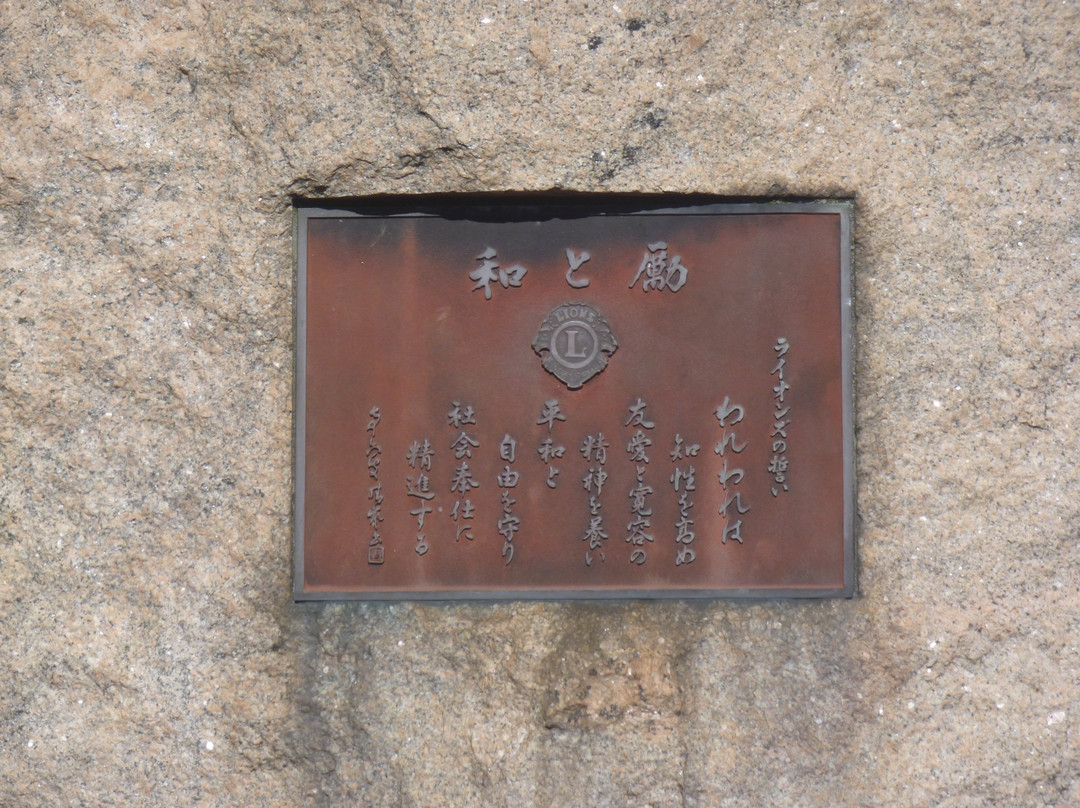 励と和
LIONS
L
ライオンズの誓い
われわれは
知性を高め
友愛と寛容の
精神を養い
平和と
自由を守り
社会奉仕に
精進する